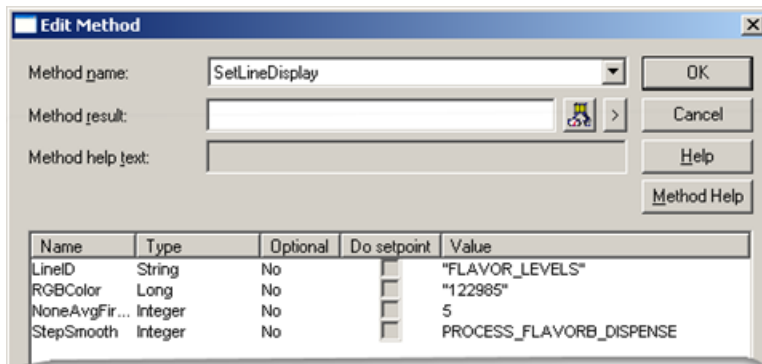 Edit Method
Method name: SetLineDisplay OK
Method result: > Cancel
Method help text: Help
Method Help
Name Type Optional Do setpoint Value
LineID String No "FLAVOR_LEVELS"
RGBColor Long No "122985"
NoneAvgFir... Integer No 5
StepSmooth Integer No PROCESS_FLAVORB_DISPENSE